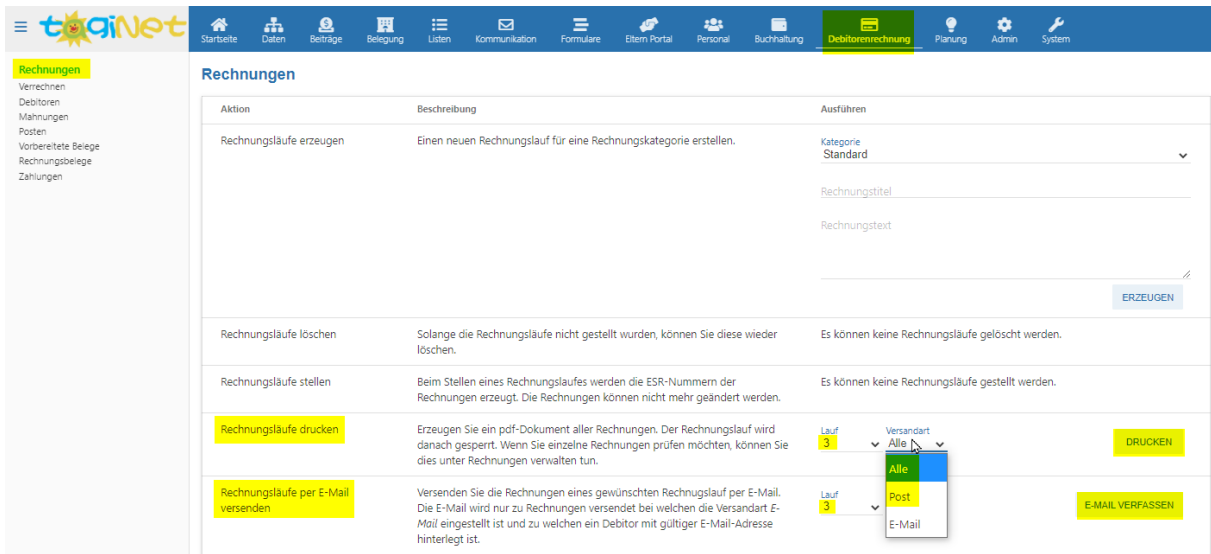 ≡ togiNet
Startseite Daten Beiträge Belegung Listen Kommunikation Formulare Eltern Portal Personal Buchhaltung Debitorenrechnung Planung Admin System
Rechnungen
Verrechnen
Debitoren
Mahnungen
Posten
Vorbereitete Belege
Rechnungsbelege
Zahlungen
Rechnungen
Aktion Beschreibung Ausführen
Rechnungsläufe erzeugen Einen neuen Rechnungslauf für eine Rechnungskategorie erstellen. Kategorie
Standard
Rechnungstitel
Rechnungstext
ERZEUGEN
Rechnungsläufe löschen Solange die Rechnungsläufe nicht gestellt wurden, können Sie diese wieder Es können keine Rechnungsläufe gelöscht werden.
löschen.
Rechnungsläufe stellen Beim Stellen eines Rechnungslaufes werden die ESR-Nummern der Es können keine Rechnungsläufe gestellt werden.
Rechnungen erzeugt. Die Rechnungen können nicht mehr geändert werden.
Rechnungsläufe drucken Erzeugen Sie ein pdf-Dokument aller Rechnungen. Der Rechnungslauf wird Lauf Versandart
danach gesperrt. Wenn Sie einzelne Rechnungen prüfen möchten, können Sie 3 Alle DRUCKEN
dies unter Rechnungen verwalten tun.
Alle
Post
E-Mail
Rechnungsläufe per E-Mail Versenden Sie die Rechnungen eines gewünschten Rechnugslauf per E-Mail. Lauf
versenden Die E-Mail wird nur zu Rechnungen versendet bei welchen die Versandart E- 3 E-MAIL VERFASSEN
Mail eingestellt ist und zu welchen ein Debitor mit gültiger E-Mail-Adresse
hinterlegt ist.